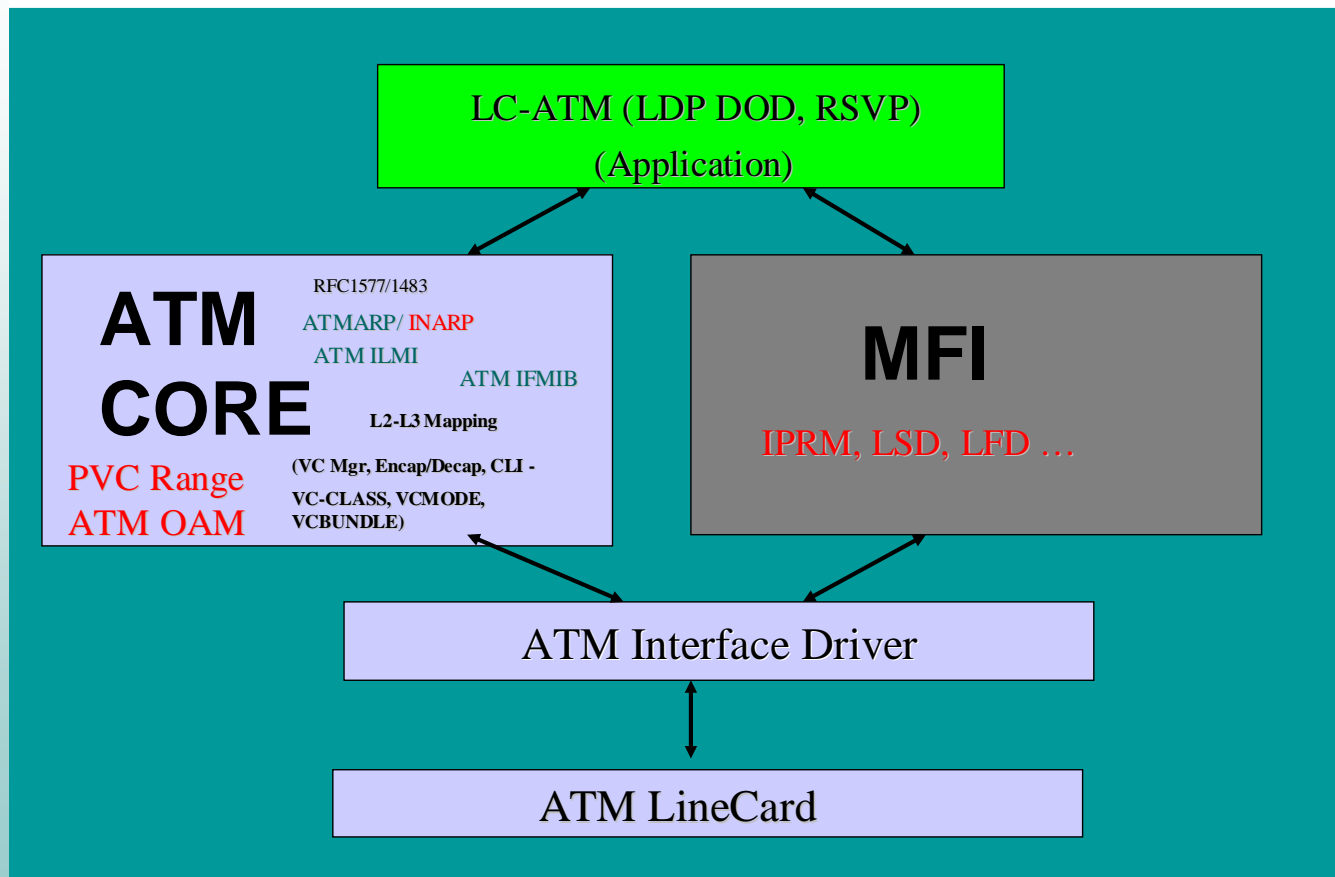 LC-ATM (LDP DOD, RSVP)
(Application)
ATM
CORE
RFC1577/1483
ATMARP/ INARP
ATM ILMI
ATM IFMIB
L2-L3 Mapping
PVC Range
ATM OAM
(VC Mgr, Encap/Decap, CLI -
VC-CLASS, VCMODE,
VCBUNDLE)
MFI
IPRM, LSD, LFD …
ATM Interface Driver
ATM LineCard